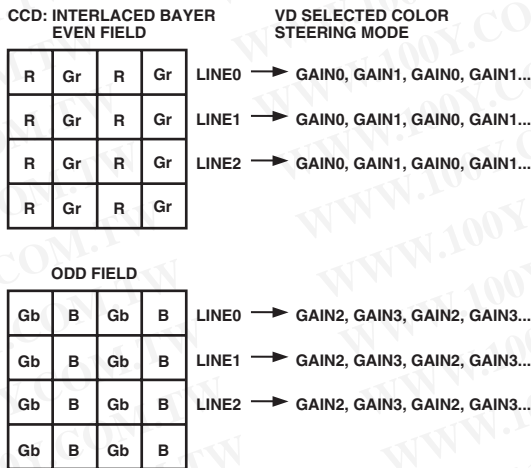 CCD: INTERLACED BAYER
EVEN FIELD
VD SELECTED COLOR
STEERING MODE
R Gr R Gr LINE0 GAIN0, GAIN1, GAIN0, GAIN1...
R Gr R Gr LINE1 GAIN0, GAIN1, GAIN0, GAIN1...
R Gr R Gr LINE2 GAIN0, GAIN1, GAIN0, GAIN1...
R Gr R Gr
ODD FIELD
Gb B Gb B LINE0 GAIN2, GAIN3, GAIN2, GAIN3...
Gb B Gb B LINE1 GAIN2, GAIN3, GAIN2, GAIN3...
Gb B Gb B LINE2 GAIN2, GAIN3, GAIN2, GAIN3...
Gb B Gb B